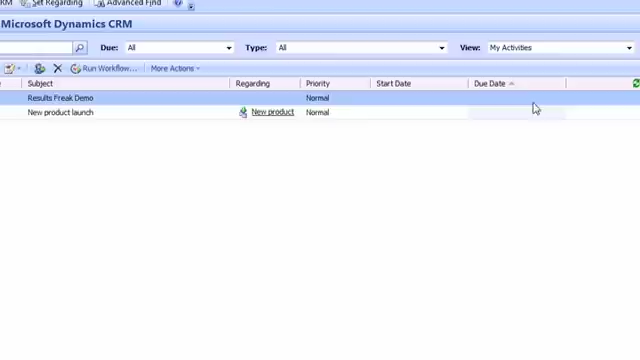 RM Set Regarding Advanced Find
Microsoft Dynamics CRM
Due: All Type: All View: My Activities
Run Workflow... More Actions
Subject Regarding Priority Start Date Due Date
Results Freak Demo Normal
New product launch New product Normal